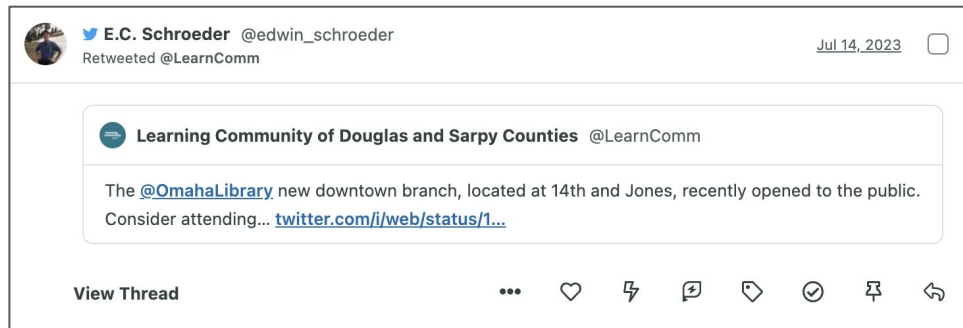 E.C. Schroeder @edwin_schroeder
Retweeted @LearnComm
Jul 14, 2023
Learning Community of Douglas and Sarpy Counties @LearnComm
The @OmahaLibrary new downtown branch, located at 14th and Jones, recently opened to the public.
Consider attending... twitter.com/i/web/status/1...
View Thread